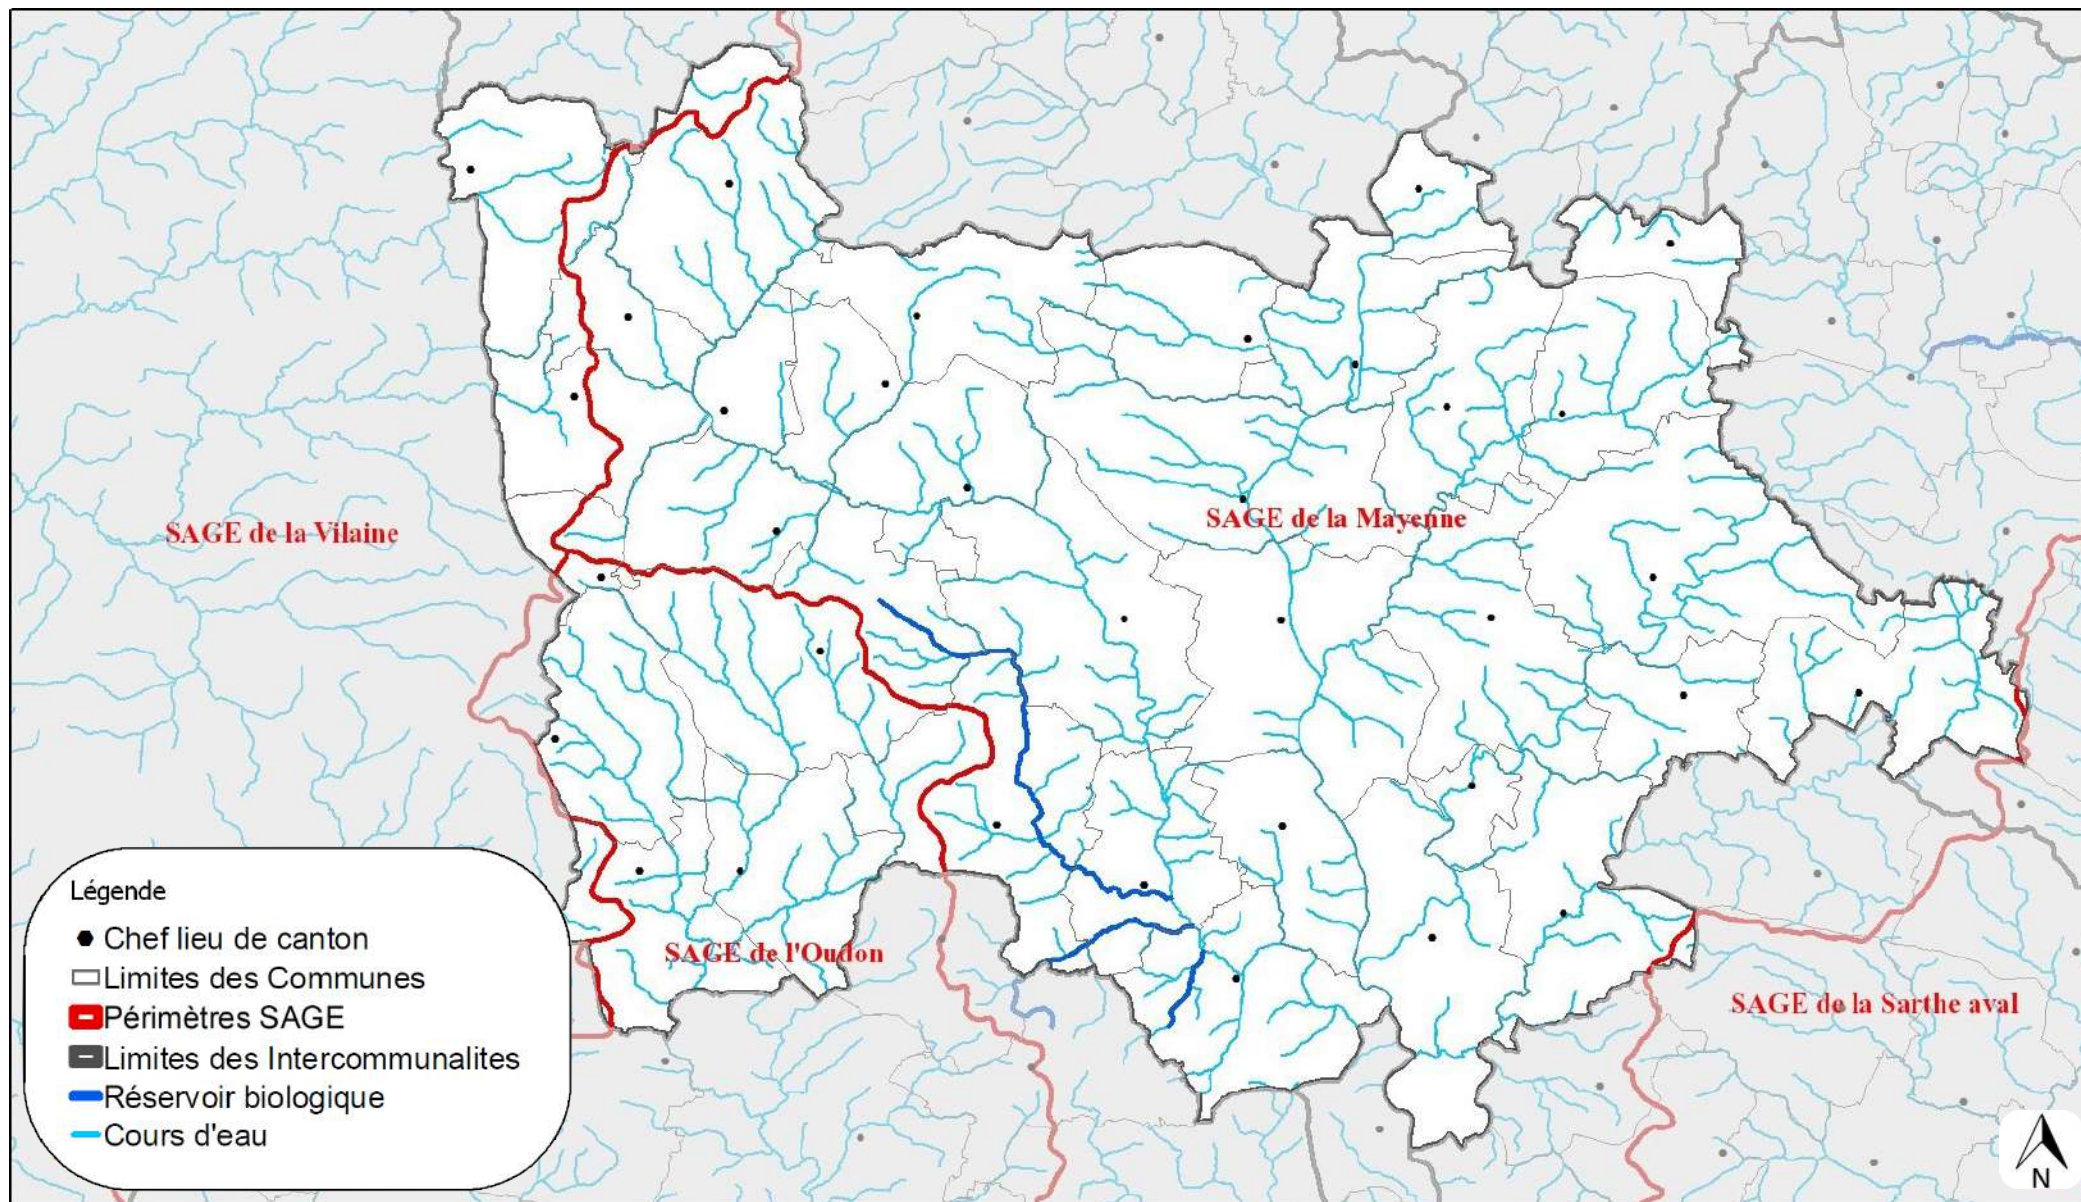 SAGE de la Vilaine
SAGE de la Mayenne
SAGE de l'Oudon
SAGE de la Sarthe aval
Légende
Chef lieu de canton
Limites des Communes
Périmètres SAGE
Limites des Intercommunalites
Réservoir biologique
Cours d'eau
N